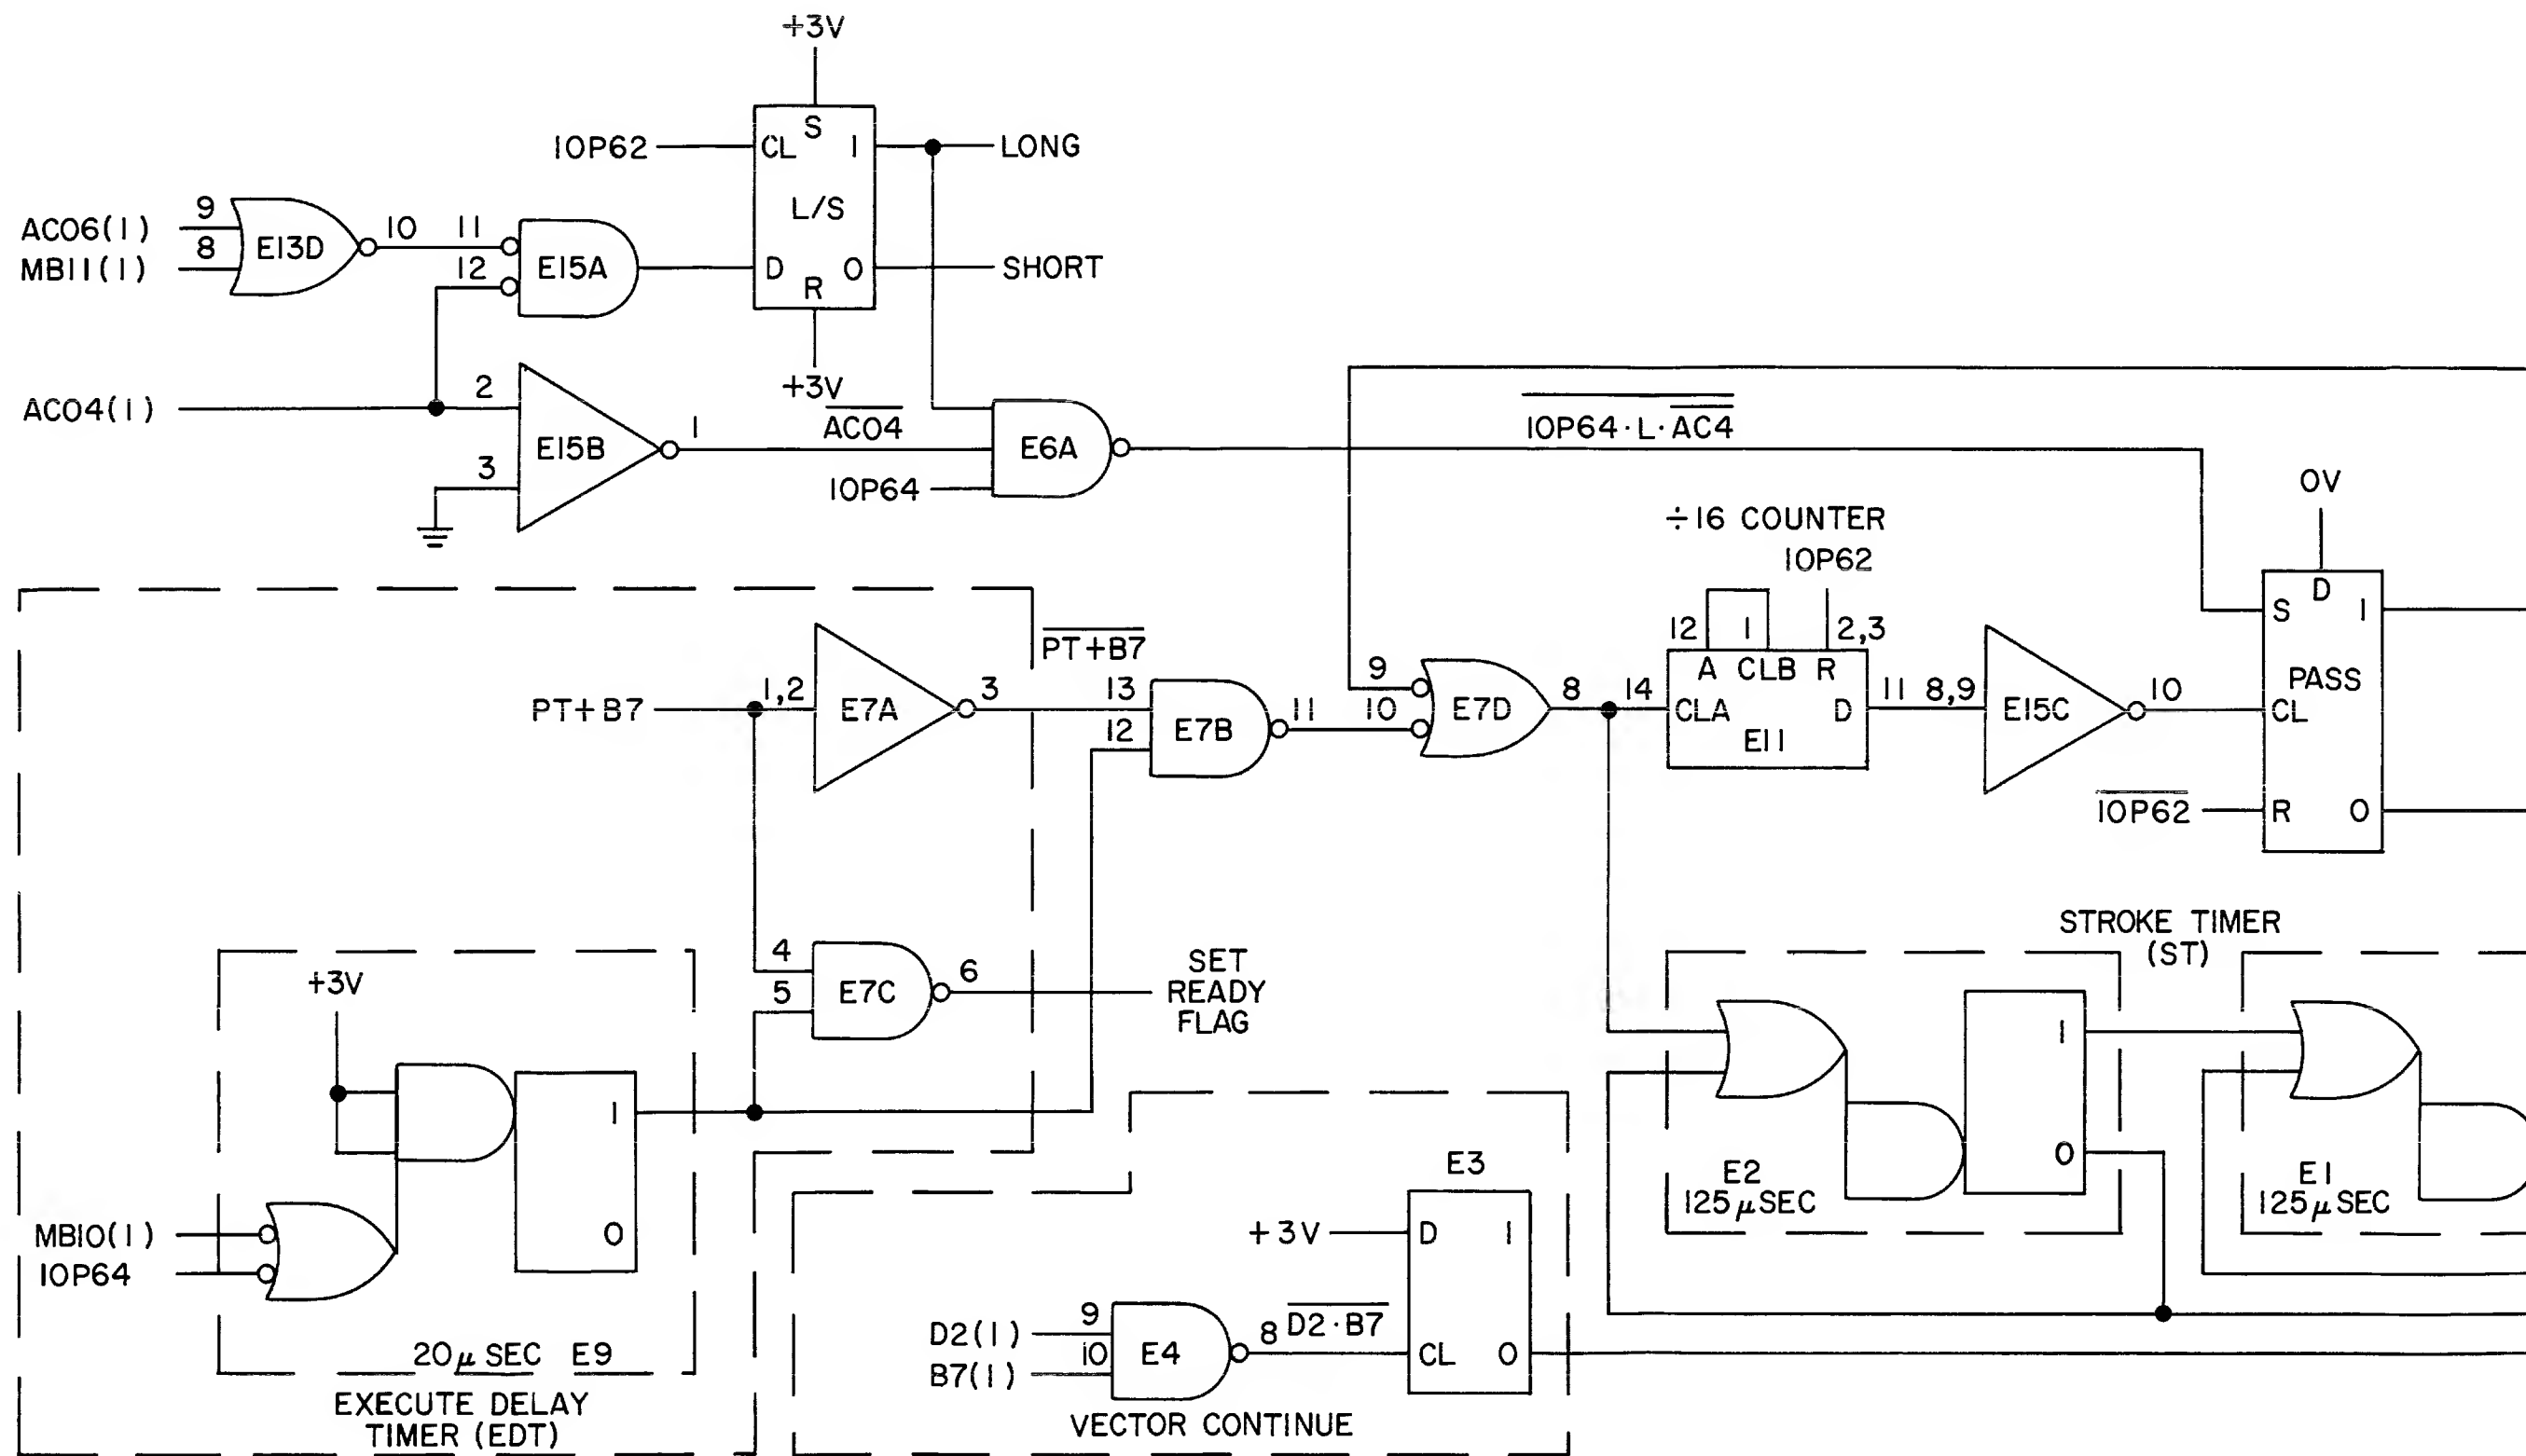 +3V
S
IOP62
CL
1
LONG
L/S
AC06(1)
9
MB11(1)
8
E13D
10
11
12
E15A
D
0
SHORT
R
+3V
AC04(1)
2
3
E15B
1
AC04
E6A
IOP64
IOP64·L·AC4
0V
÷16 COUNTER
IOP62
12
1
2,3
A CLB R
CLA
D
E11
14
11
8,9
E15C
10
D
S
1
PASS
CL
IOP62
R
0
PT+B7
PT+B7
1,2
E7A
3
13
12
E7B
11
9
10
E7D
8
4
5
E7C
6
SET
READY
FLAG
STROKE TIMER
(ST)
+3V
1
0
MB10(1)
IOP64
20μ SEC E9
EXECUTE DELAY
TIMER (EDT)
E3
+3V
D
1
D2(1)
9
B7(1)
10
E4
8
D2·B7
CL
0
VECTOR CONTINUE
1
0
E2
125μSEC
E1
125μSEC